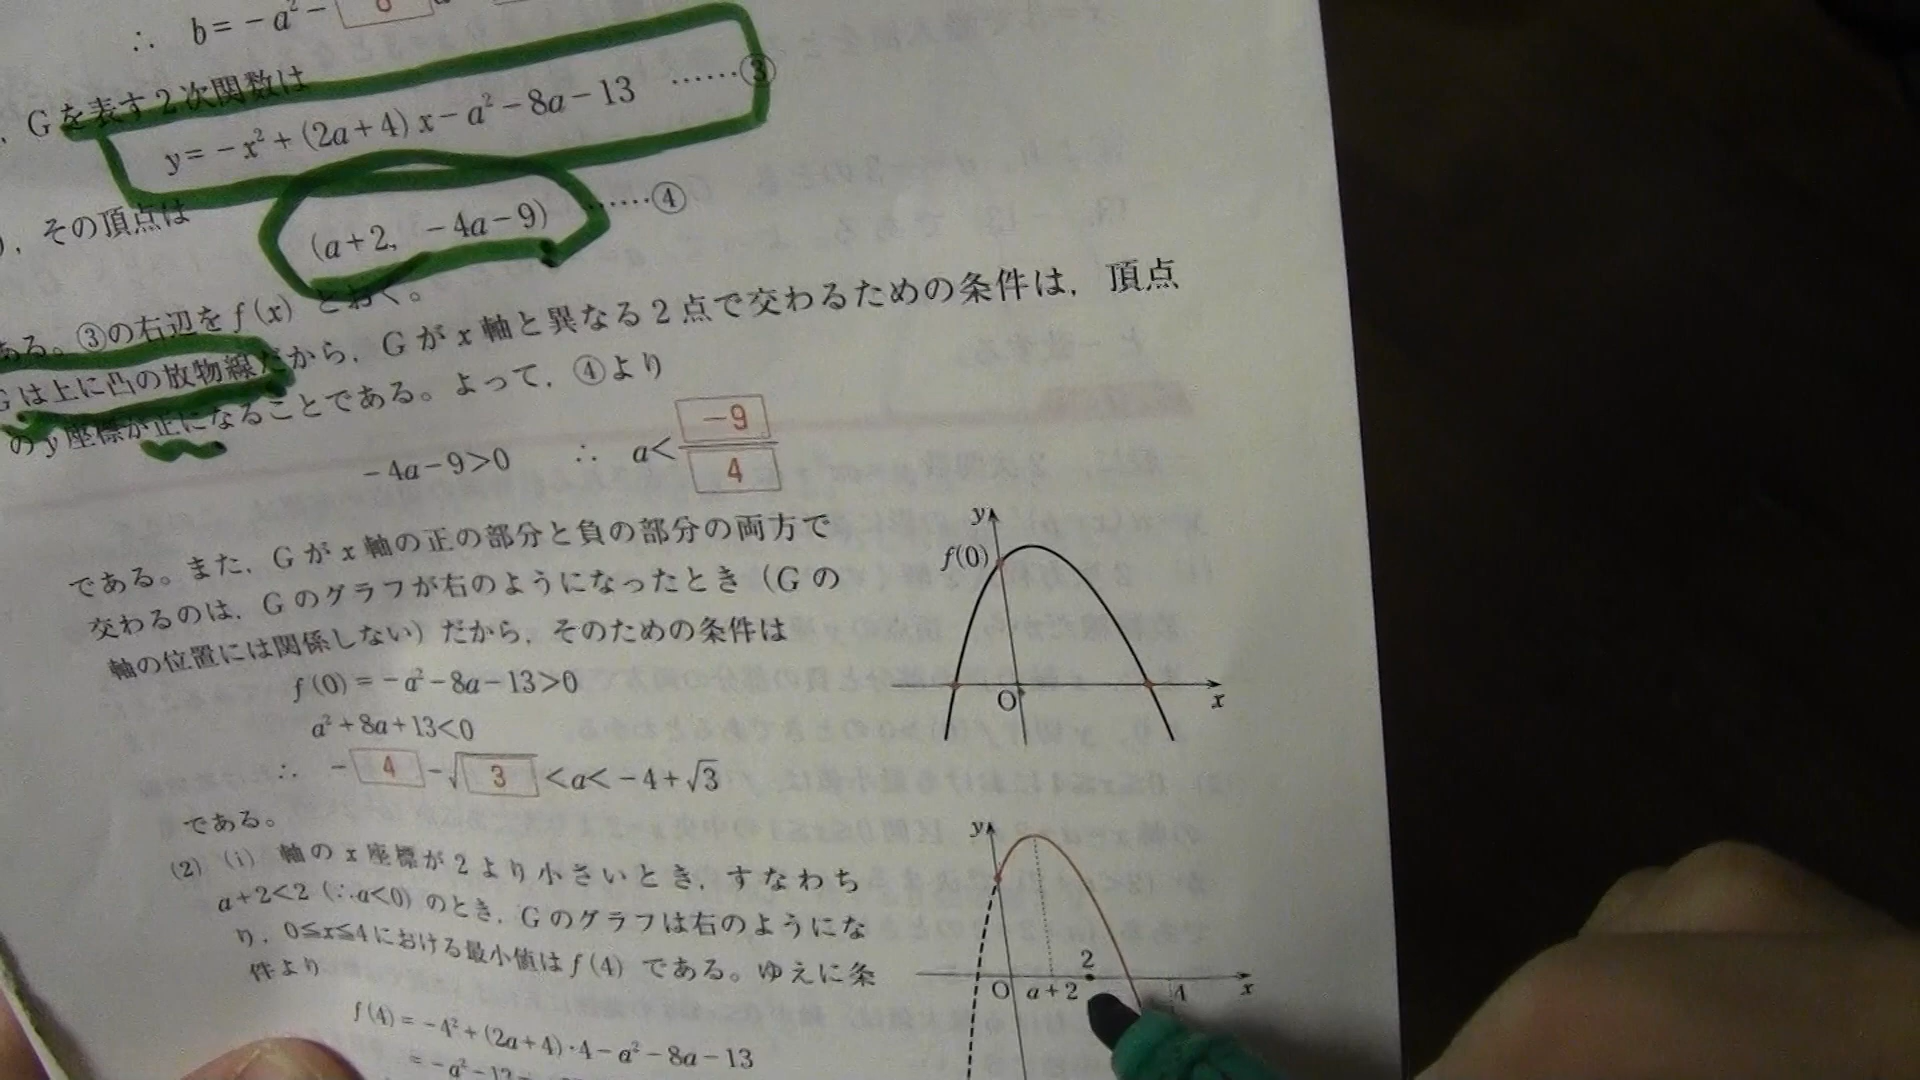 ∴ b=-a²-
, Gを表す2次関数は
y=-x²+(2a+4)x-a²-8a-13 ……③
, その頂点は
(a+2, -4a-9) ……④
ある。③の右辺をf(x) とおく。
Gは上に凸の放物線だから, Gがx軸と異なる2点で交わるための条件は, 頂点
のy座標が正になることである。よって, ④より
-4a-9>0 ∴ a< -9/4
である。また, Gがx軸の正の部分と負の部分の両方で
交わるのは, Gのグラフが右のようになったとき (Gの
軸の位置には関係しない) だから, そのための条件は
f(0)=-a²-8a-13>0
a²+8a+13<0
∴ -4-√3<a<-4+√3
である。
y
f(0)
O
x
(2) (i) 軸のx座標が2より小さいとき, すなわち
a+2<2 (∴a<0) のとき, Gのグラフは右のようにな
り, 0≦x≦4における最小値はf(4) である。ゆえに条
件より
f(4)=-4²+(2a+4)·4-a²-8a-13
=-a²-13
y
2
O a+2 4 x